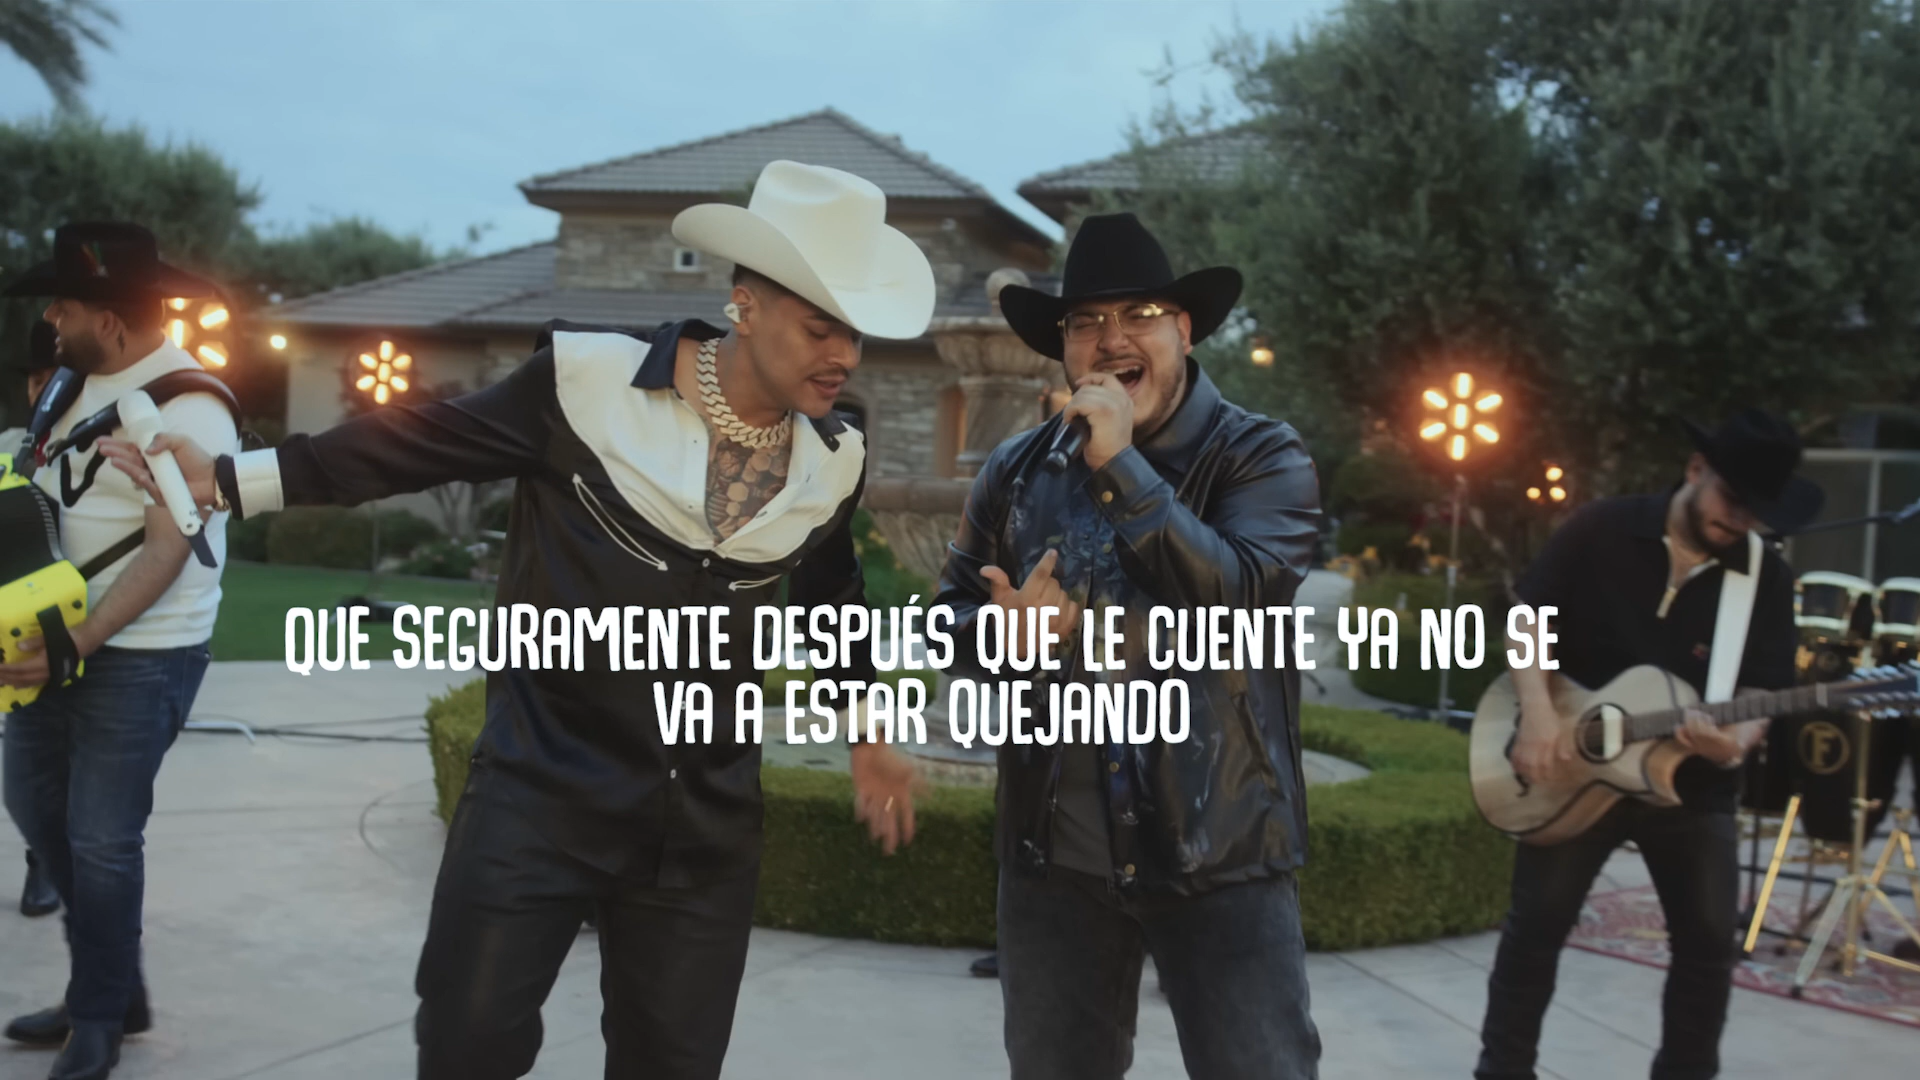 QUE SEGURAMENTE DESPUÉS QUE LE CUENTE YA NO SE
VA A ESTAR QUEJANDO
F